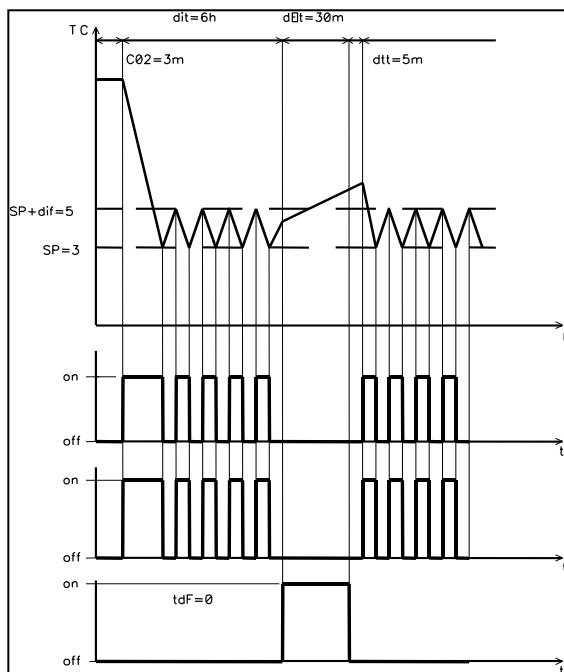 dit=6h
TC
C02=3m
dtt=5m
SP+dif=5
SP=3
on
off
t
on
off
t
on
tdF=0
off
t